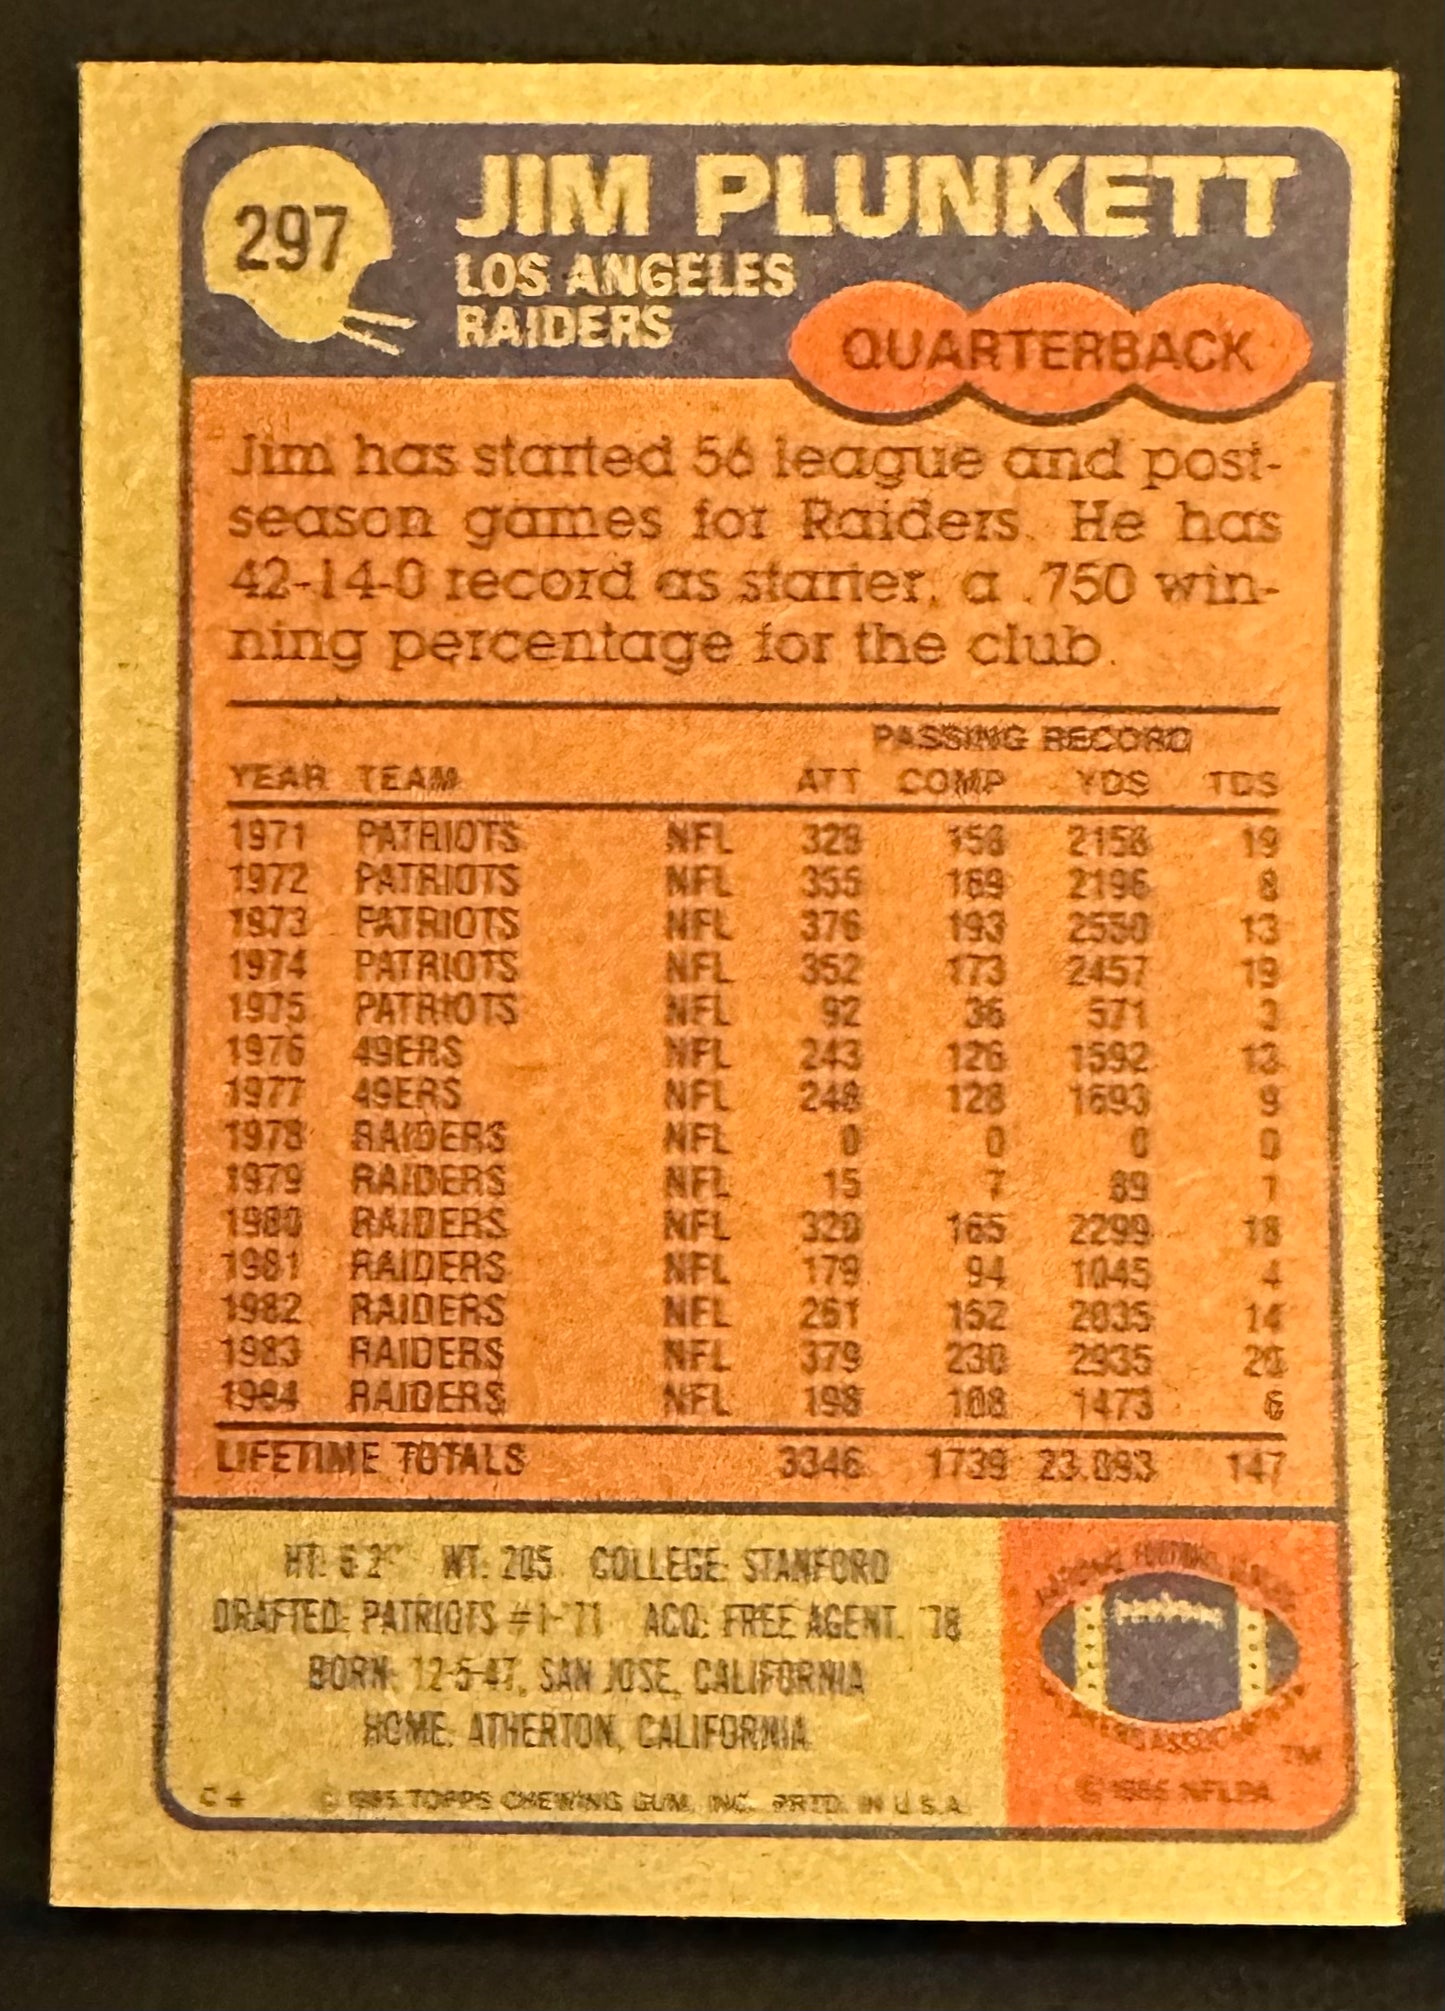 297
JIM PLUNKETT
LOS ANGELES
RAIDERS
QUARTERBACK
Jim has started 56 league and post-
season games for Raiders. He has
42-14-0 record as starter, a .750 win-
ning percentage for the club.
PASSING RECORD
YEAR TEAM ATT COMP YDS TDS
1971 PATRIOTS NFL 328 158 2158 19
1972 PATRIOTS NFL 355 169 2196 8
1973 PATRIOTS NFL 376 193 2550 13
1974 PATRIOTS NFL 352 173 2457 19
1975 PATRIOTS NFL 92 36 571 3
1976 49ERS NFL 243 126 1592 13
1977 49ERS NFL 248 128 1693 9
1978 RAIDERS NFL 0 0 0 0
1979 RAIDERS NFL 15 7 89 1
1980 RAIDERS NFL 320 165 2299 18
1981 RAIDERS NFL 179 94 1045 4
1982 RAIDERS NFL 261 152 2035 14
1983 RAIDERS NFL 379 230 2935 20
1984 RAIDERS NFL 198 108 1473 6
LIFETIME TOTALS 3346 1739 23,093 147
HT: 6'2" WT: 205 COLLEGE: STANFORD
DRAFTED: PATRIOTS #1-'71 ACQ: FREE AGENT, '78
BORN: 12-5-47, SAN JOSE, CALIFORNIA
HOME: ATHERTON, CALIFORNIA
C4 © 1985 TOPPS CHEWING GUM, INC. PRTD. IN U.S.A.
NATIONAL FOOTBALL LEAGUE
PLAYERS ASSOCIATION
TM
© 1985 NFLPA